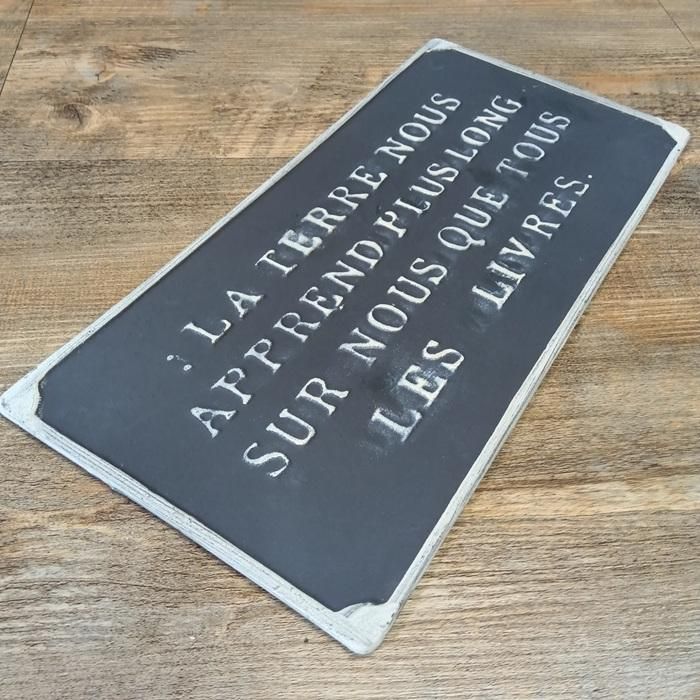 LA TERRE NOUS
APPREND PLUS LONG
SUR NOUS QUE TOUS
LES LIVRES.